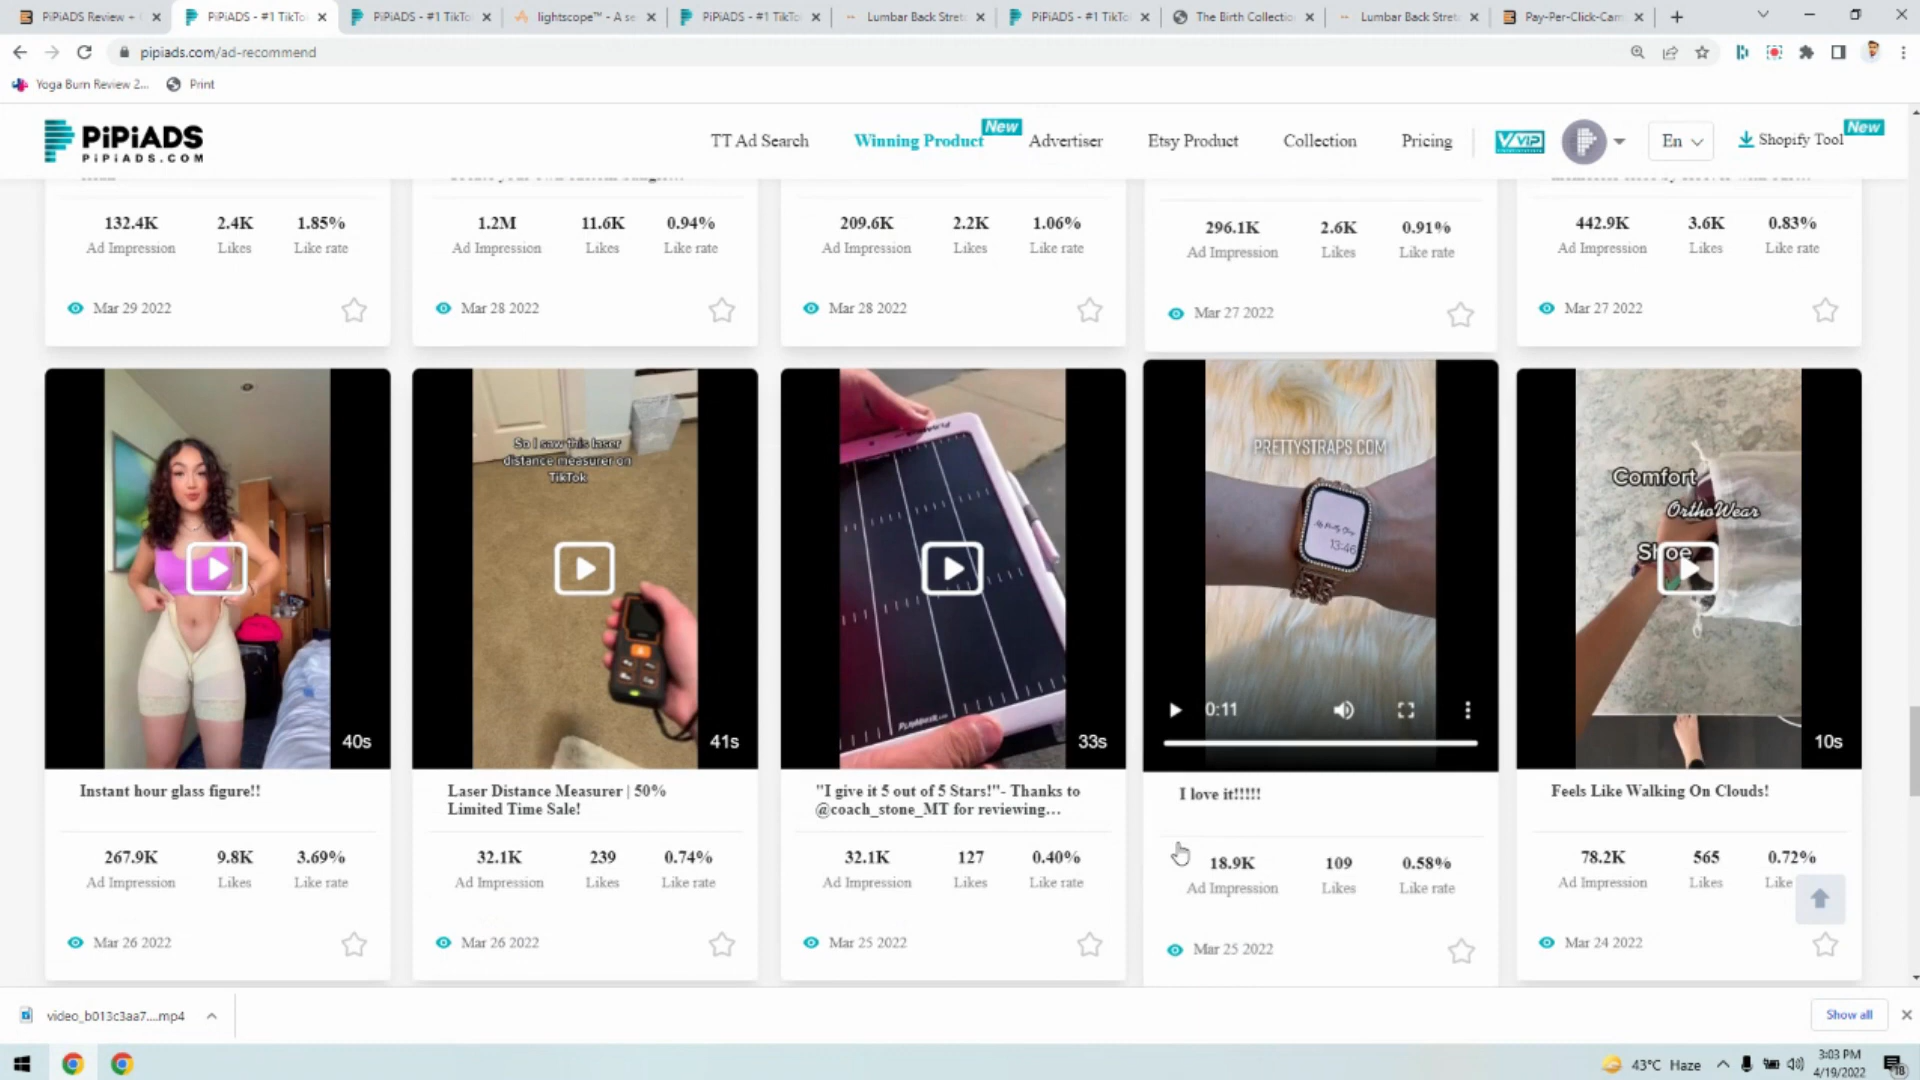 PiPiADS Review +
PiPiADS - #1 TikTo
PiPiADS - #1 TikTo
lightscope™ - A se
PiPiADS - #1 TikTo
Lumbar Back Stret
PiPiADS - #1 TikTo
The Birth Collectio
Lumbar Back Stret
Pay-Per-Click-Cam
pipiads.com/ad-recommend
Yoga Burn Review 2...
Print
PiPiADS
PiPiADS.COM
TT Ad Search
Winning Product
New
Advertiser
Etsy Product
Collection
Pricing
VVIP
En
Shopify Tool
New
132.4K 2.4K 1.85%
Ad Impression Likes Like rate
Mar 29 2022
1.2M 11.6K 0.94%
Ad Impression Likes Like rate
Mar 28 2022
209.6K 2.2K 1.06%
Ad Impression Likes Like rate
Mar 28 2022
296.1K 2.6K 0.91%
Ad Impression Likes Like rate
Mar 27 2022
442.9K 3.6K 0.83%
Ad Impression Likes Like rate
Mar 27 2022
40s
Instant hour glass figure!!
267.9K 9.8K 3.69%
Ad Impression Likes Like rate
Mar 26 2022
So I saw this laser
distance measurer on
TikTok
41s
Laser Distance Measurer | 50%
Limited Time Sale!
32.1K 239 0.74%
Ad Impression Likes Like rate
Mar 26 2022
33s
"I give it 5 out of 5 Stars!"- Thanks to
@coach_stone_MT for reviewing...
32.1K 127 0.40%
Ad Impression Likes Like rate
Mar 25 2022
PRETTYSTRAPS.COM
13:46
0:11
I love it!!!!!
18.9K 109 0.58%
Ad Impression Likes Like rate
Mar 25 2022
Comfort
OrthoWear
Shoe
10s
Feels Like Walking On Clouds!
78.2K 565 0.72%
Ad Impression Likes Like
Mar 24 2022
video_b013c3aa7....mp4
Show all
43°C Haze
3:03 PM
4/19/2022
18